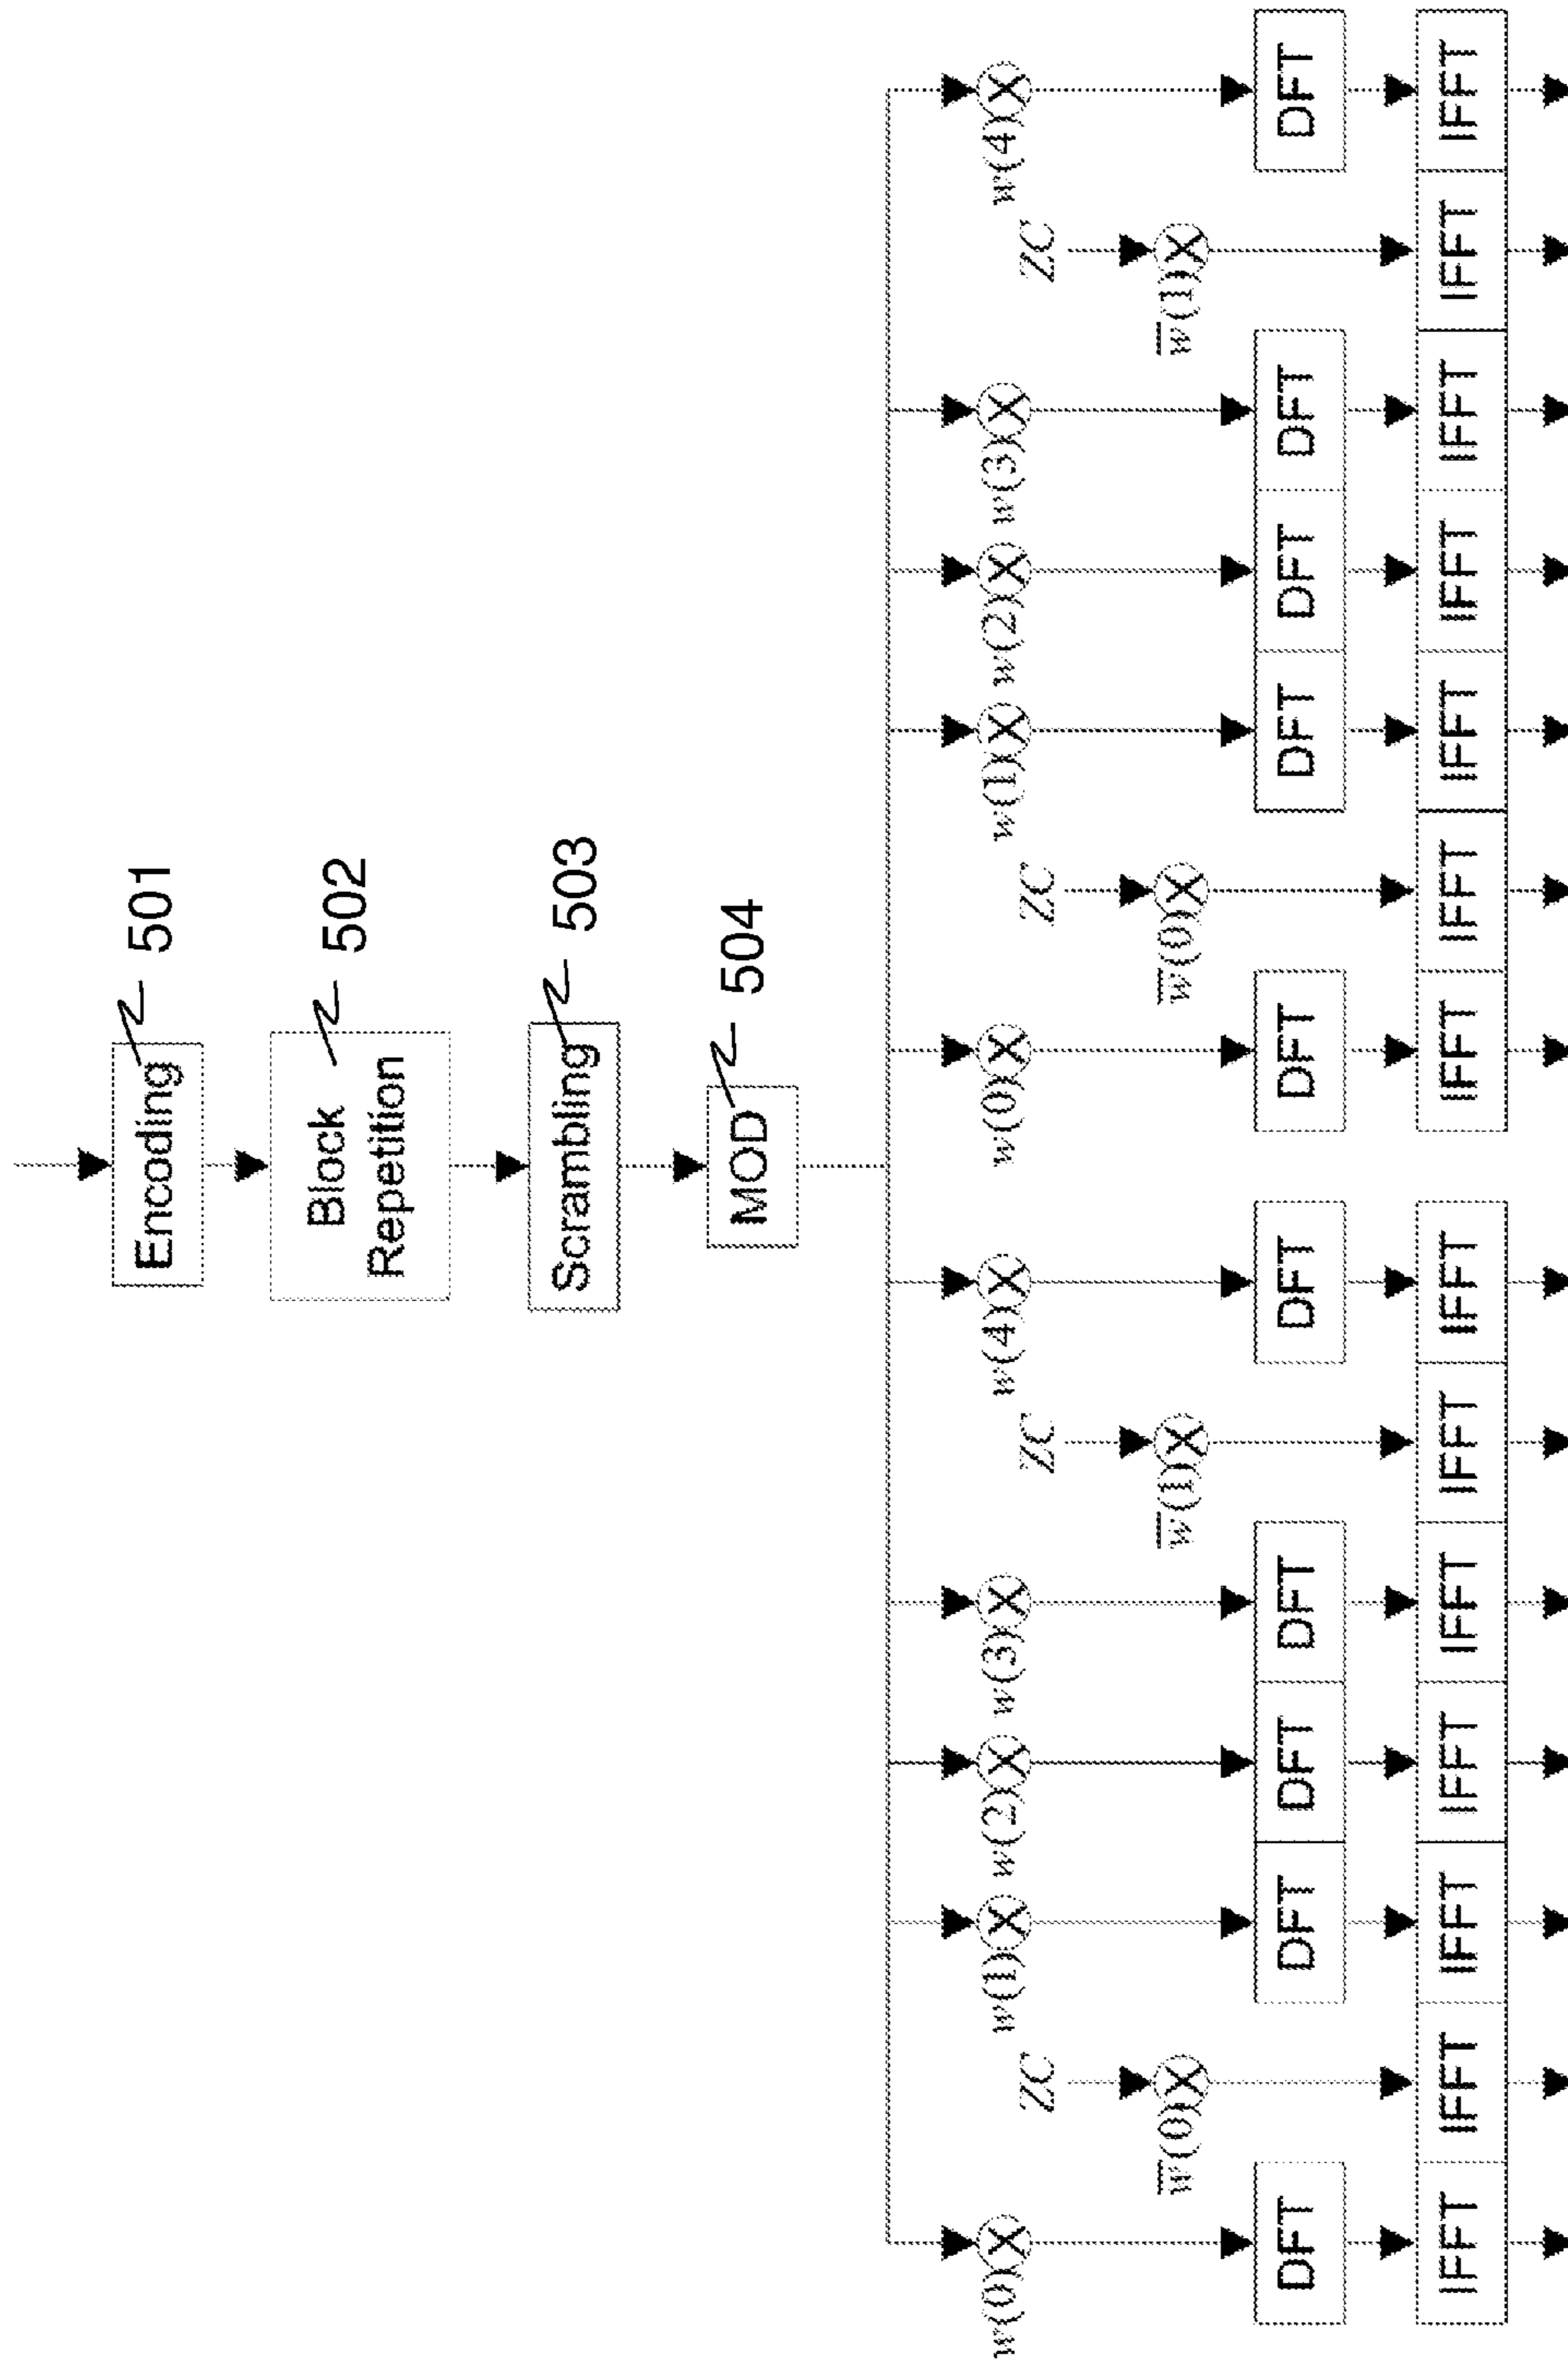 Encoding 501
Block 502
Repetition
Scrambling 503
MOD 504
w(0) w(1) w(2) w(3) w(4) w(0) w(1) w(2) w(3) w(4)
ZC ZC ZC ZC
w̅(0) w̅(1) w̅(0) w̅(1)
DFT DFT DFT DFT DFT DFT DFT DFT DFT DFT
IFFT IFFT IFFT IFFT IFFT IFFT IFFT IFFT IFFT IFFT IFFT IFFT IFFT IFFT